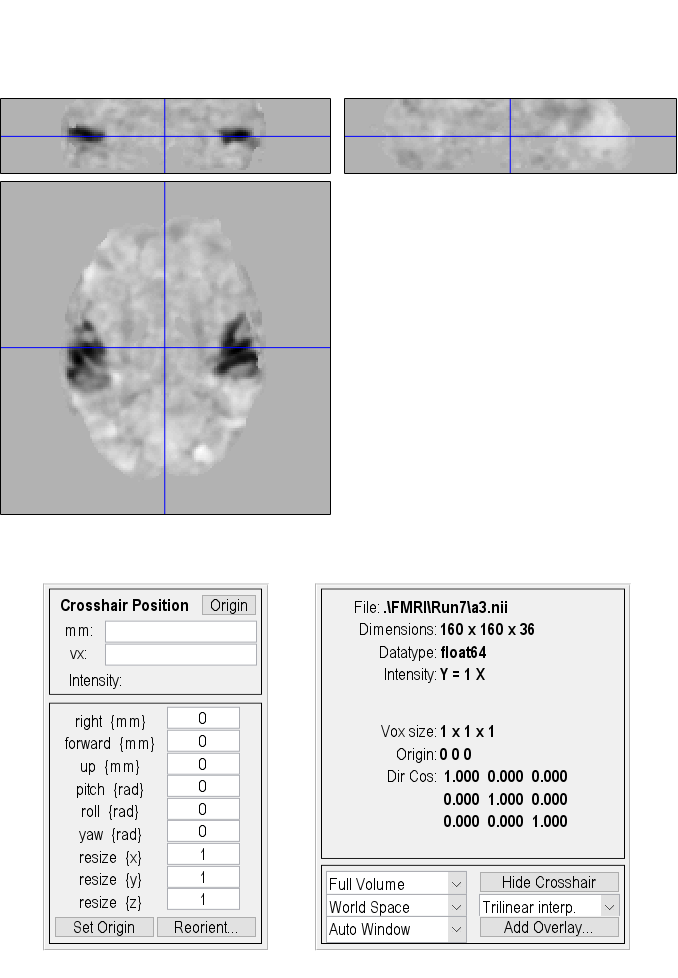 Crosshair Position Origin
mm:
vx:
Intensity:
right {mm} 0
forward {mm} 0
up {mm} 0
pitch {rad} 0
roll {rad} 0
yaw {rad} 0
resize {x} 1
resize {y} 1
resize {z} 1
Set Origin Reorient...
File: .\FMRI\Run7\a3.nii
Dimensions: 160 x 160 x 36
Datatype: float64
Intensity: Y = 1 X
Vox size: 1 x 1 x 1
Origin: 0 0 0
Dir Cos: 1.000 0.000 0.000
0.000 1.000 0.000
0.000 0.000 1.000
Full Volume Hide Crosshair
World Space Trilinear interp.
Auto Window Add Overlay...